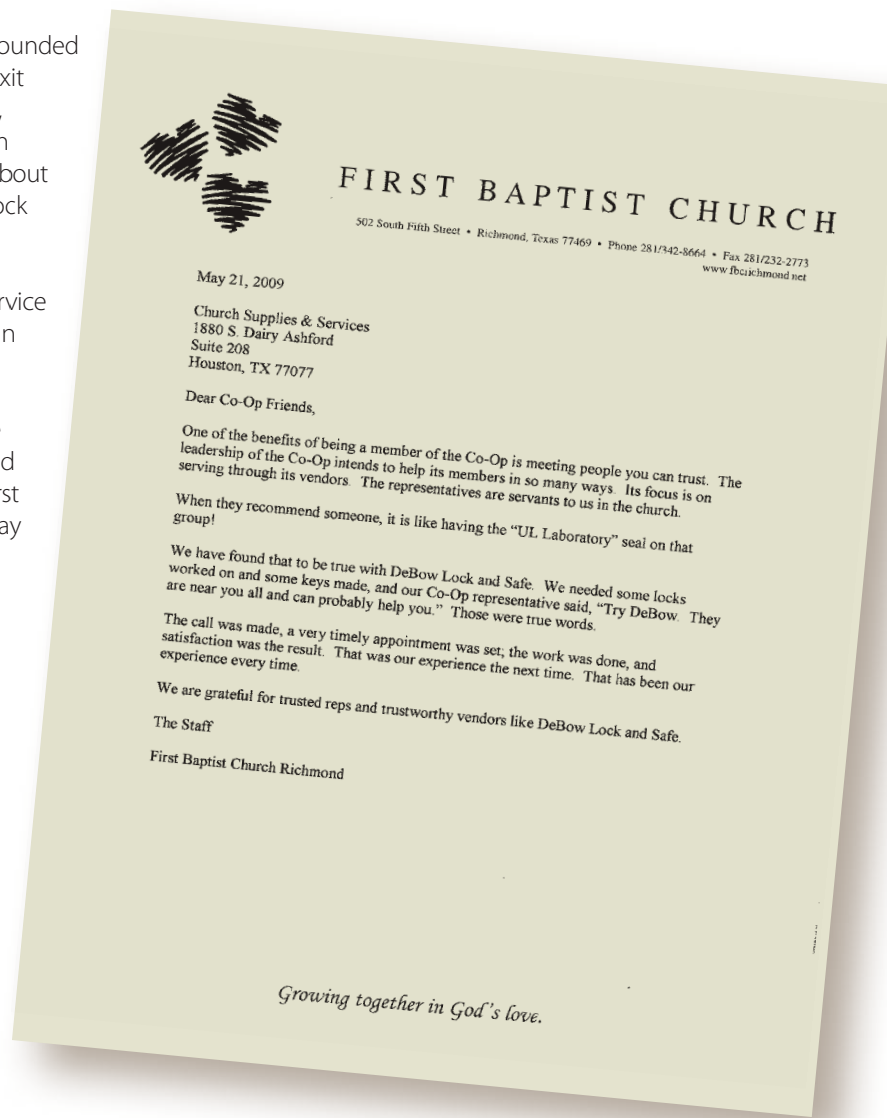 ounded
xit
,
n
bout
ock
rvice
n
d
rst
ay
FIRST BAPTIST CHURCH
502 South Fifth Street • Richmond, Texas 77469 • Phone 281/342-8664 • Fax 281/232-2773
www.fbcrichmond.net
May 21, 2009
Church Supplies & Services
1880 S. Dairy Ashford
Suite 208
Houston, TX 77077
Dear Co-Op Friends,
One of the benefits of being a member of the Co-Op is meeting people you can trust. The
leadership of the Co-Op intends to help its members in so many ways. Its focus is on
serving through its vendors. The representatives are servants to us in the church.
When they recommend someone, it is like having the “UL Laboratory” seal on that
group!
We have found that to be true with DeBow Lock and Safe. We needed some locks
worked on and some keys made, and our Co-Op representative said, “Try DeBow. They
are near you all and can probably help you.” Those were true words.
The call was made, a very timely appointment was set; the work was done, and
satisfaction was the result. That was our experience the next time. That has been our
experience every time.
We are grateful for trusted reps and trustworthy vendors like DeBow Lock and Safe.
The Staff
First Baptist Church Richmond
Growing together in God's love.